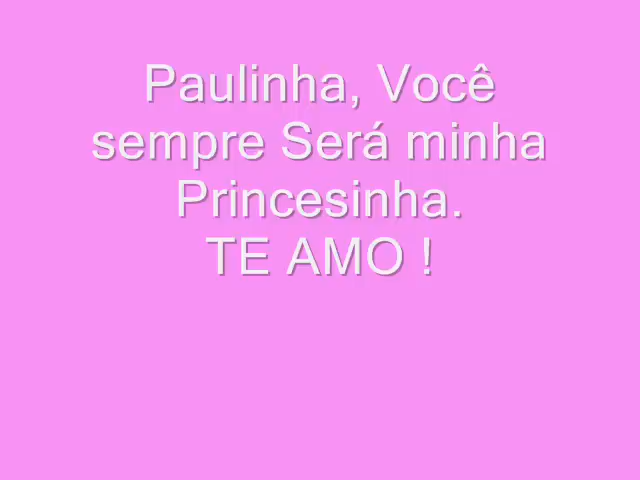 Paulinha, Você
sempre Será minha
Princesinha.
TE AMO !